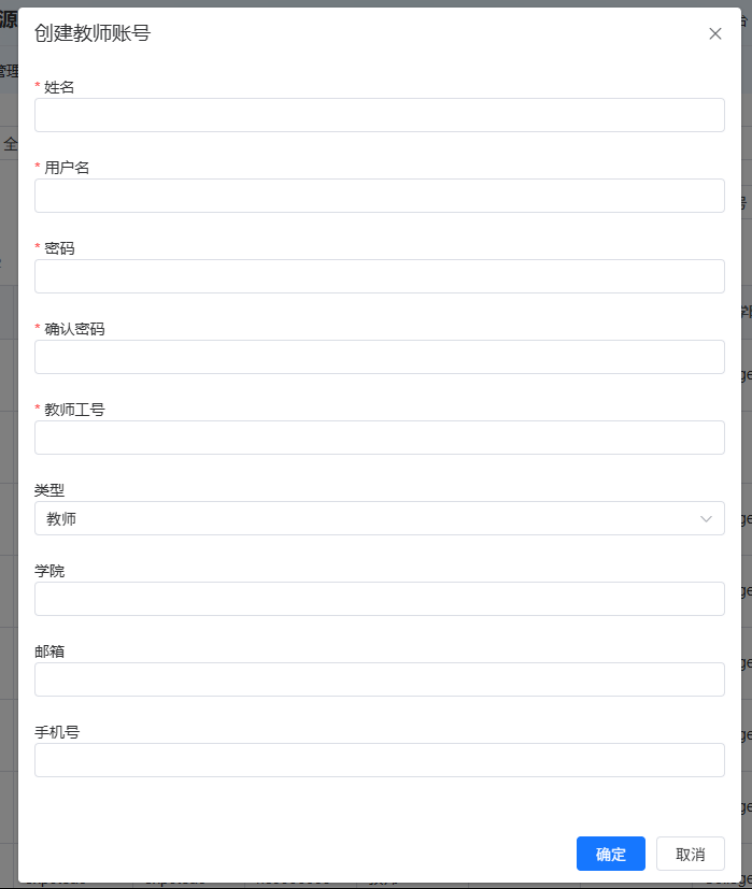 创建教师账号
* 姓名
* 用户名
* 密码
* 确认密码
* 教师工号
类型
教师
学院
邮箱
手机号
确定 取消